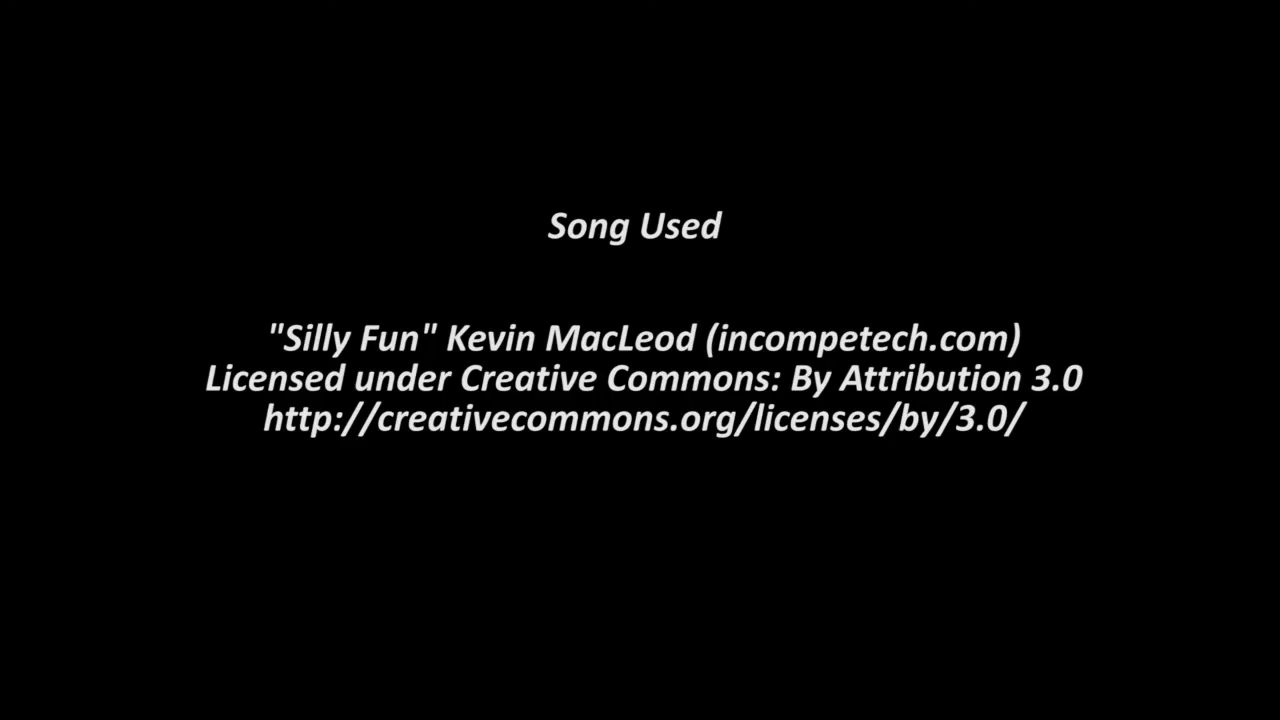 Song Used
"Silly Fun" Kevin MacLeod (incompetech.com)
Licensed under Creative Commons: By Attribution 3.0
http://creativecommons.org/licenses/by/3.0/